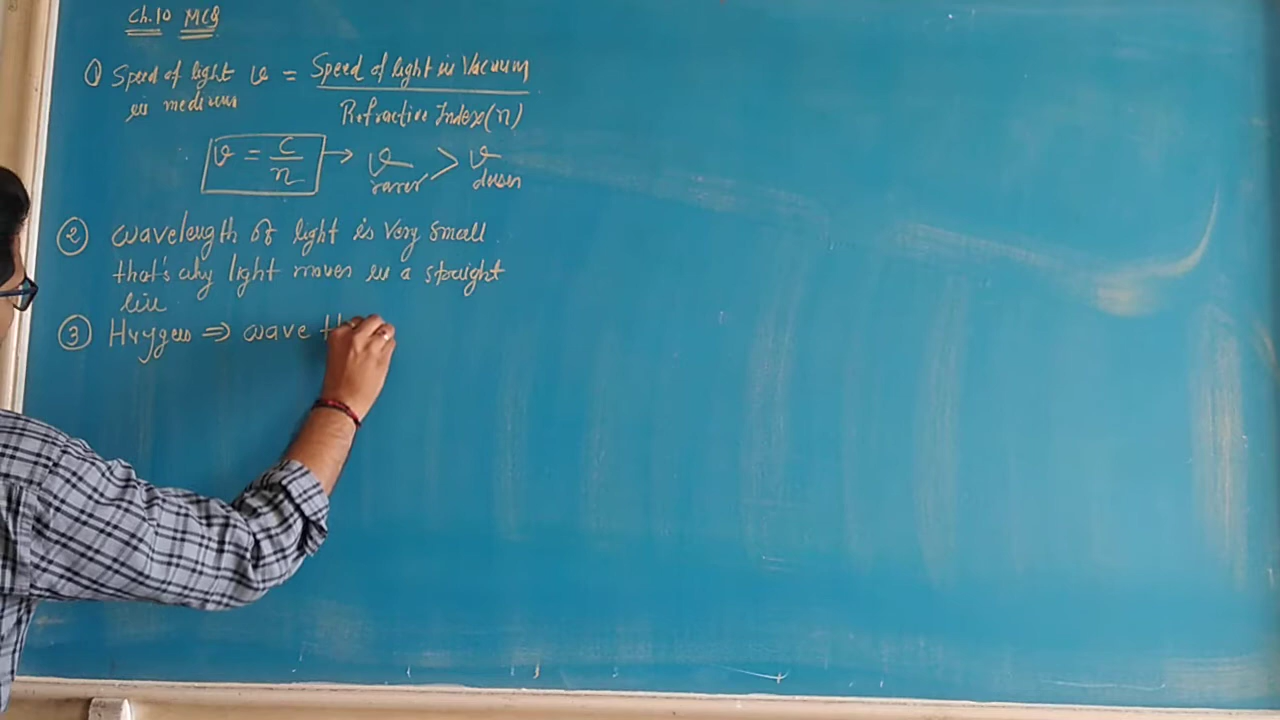 Ch.10 MCQ
① Speed of light v = Speed of light in Vacuum
in medium Refractive Index (n)
v = c/n → v rarer > v denser
② wavelength of light is very small
that's why light moves in a straight
line
③ Huygens ⇒ wave th